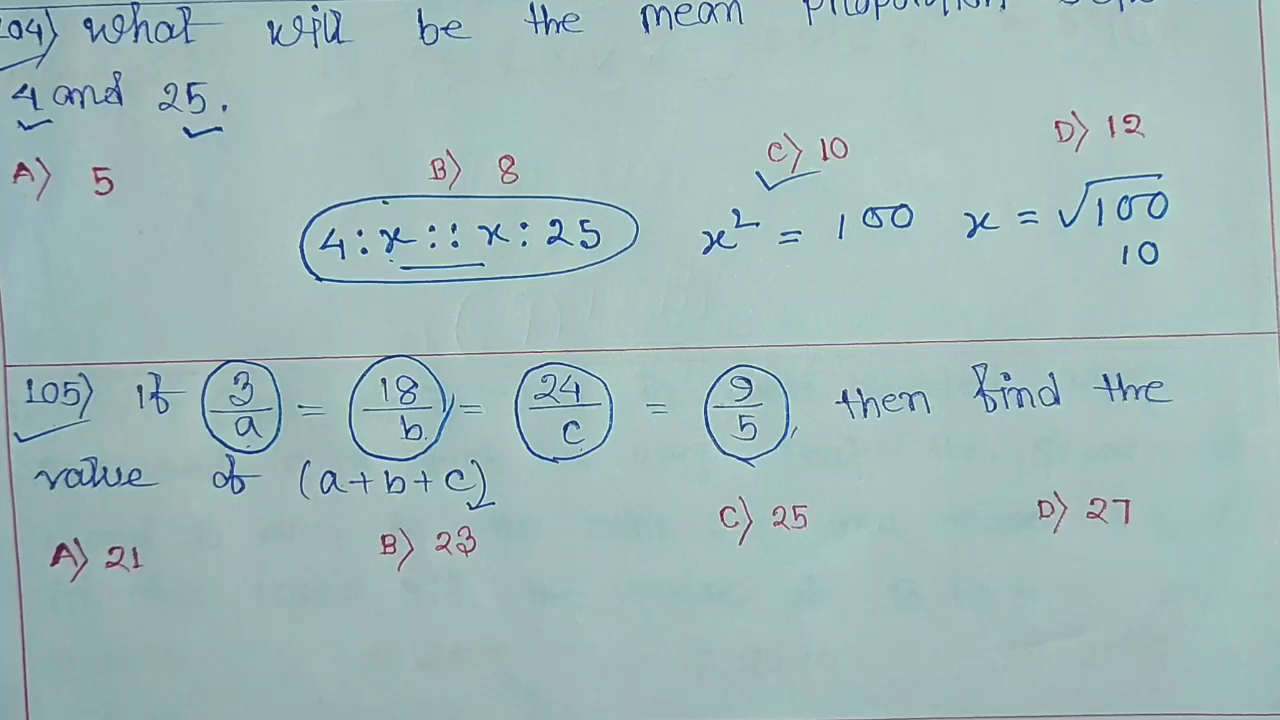 104) What will be the mean proportion
4 and 25.
A) 5 B) 8 C) 10 D) 12
4 : x :: x : 25 x² = 100 x = √100
10
105) If 3/a = 18/b = 24/c = 9/5, then find the
value of (a+b+c)
A) 21 B) 23 C) 25 D) 27